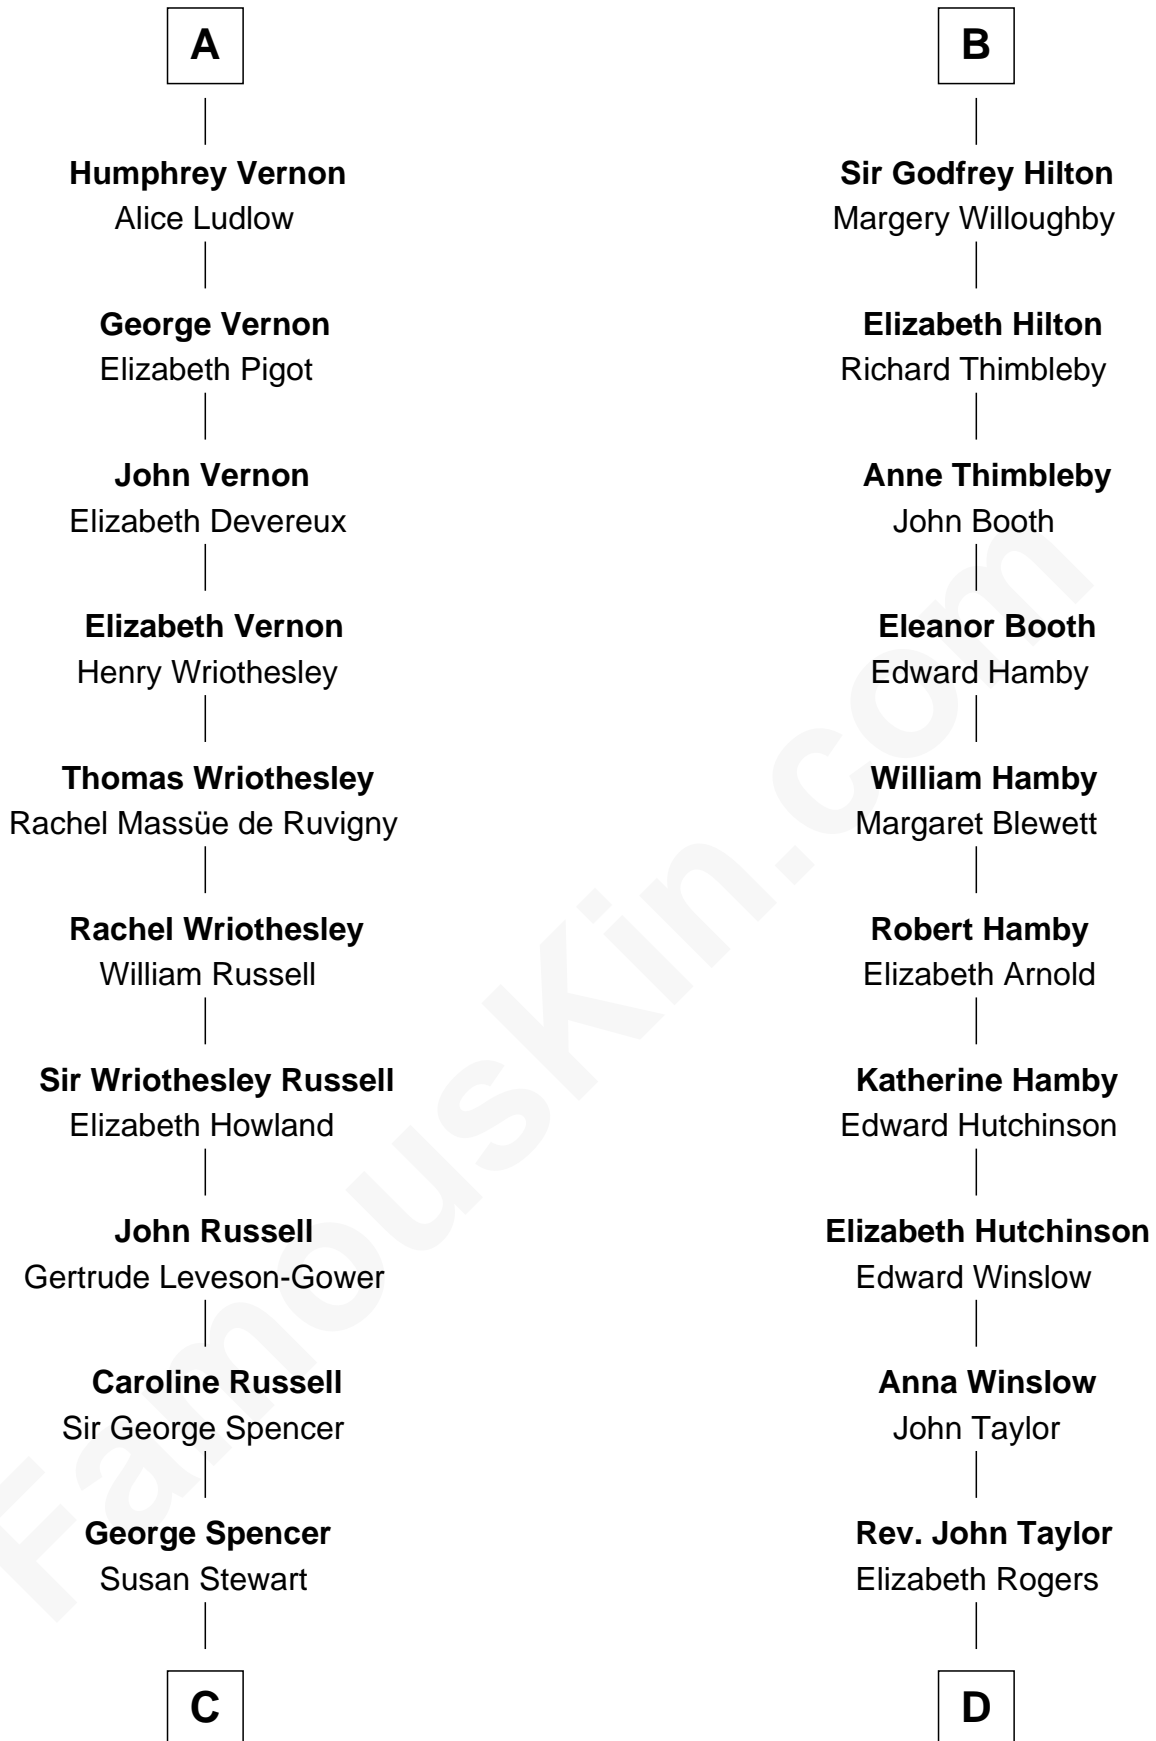 A
Humphrey Vernon
Alice Ludlow
George Vernon
Elizabeth Pigot
John Vernon
Elizabeth Devereux
Elizabeth Vernon
Henry Wriothesley
Thomas Wriothesley
Rachel Massüe de Ruvigny
Rachel Wriothesley
William Russell
Sir Wriothesley Russell
Elizabeth Howland
John Russell
Gertrude Leveson-Gower
Caroline Russell
Sir George Spencer
George Spencer
Susan Stewart
C
B
Sir Godfrey Hilton
Margery Willoughby
Elizabeth Hilton
Richard Thimbleby
Anne Thimbleby
John Booth
Eleanor Booth
Edward Hamby
William Hamby
Margaret Blewett
Robert Hamby
Elizabeth Arnold
Katherine Hamby
Edward Hutchinson
Elizabeth Hutchinson
Edward Winslow
Anna Winslow
John Taylor
Rev. John Taylor
Elizabeth Rogers
D
FamousKin.com